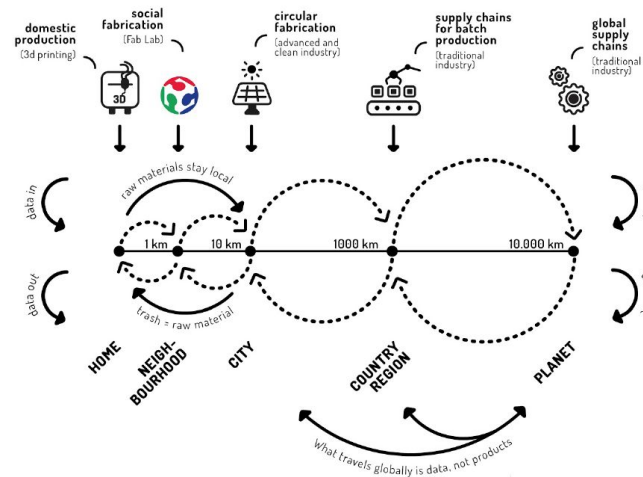 domestic
production
(3d printing)
social
fabrication
(Fab Lab)
circular
fabrication
(advanced and
clean industry)
supply chains
for batch
production
(traditional
industry)
global
supply
chains
(traditional
industry)
3D
data in
raw materials stay local
1 km
10 km
1000 km
10.000 km
data out
trash = raw material
HOME
NEIGH-
BOURHOOD
CITY
COUNTRY
REGION
PLANET
What travels globally is data, not products